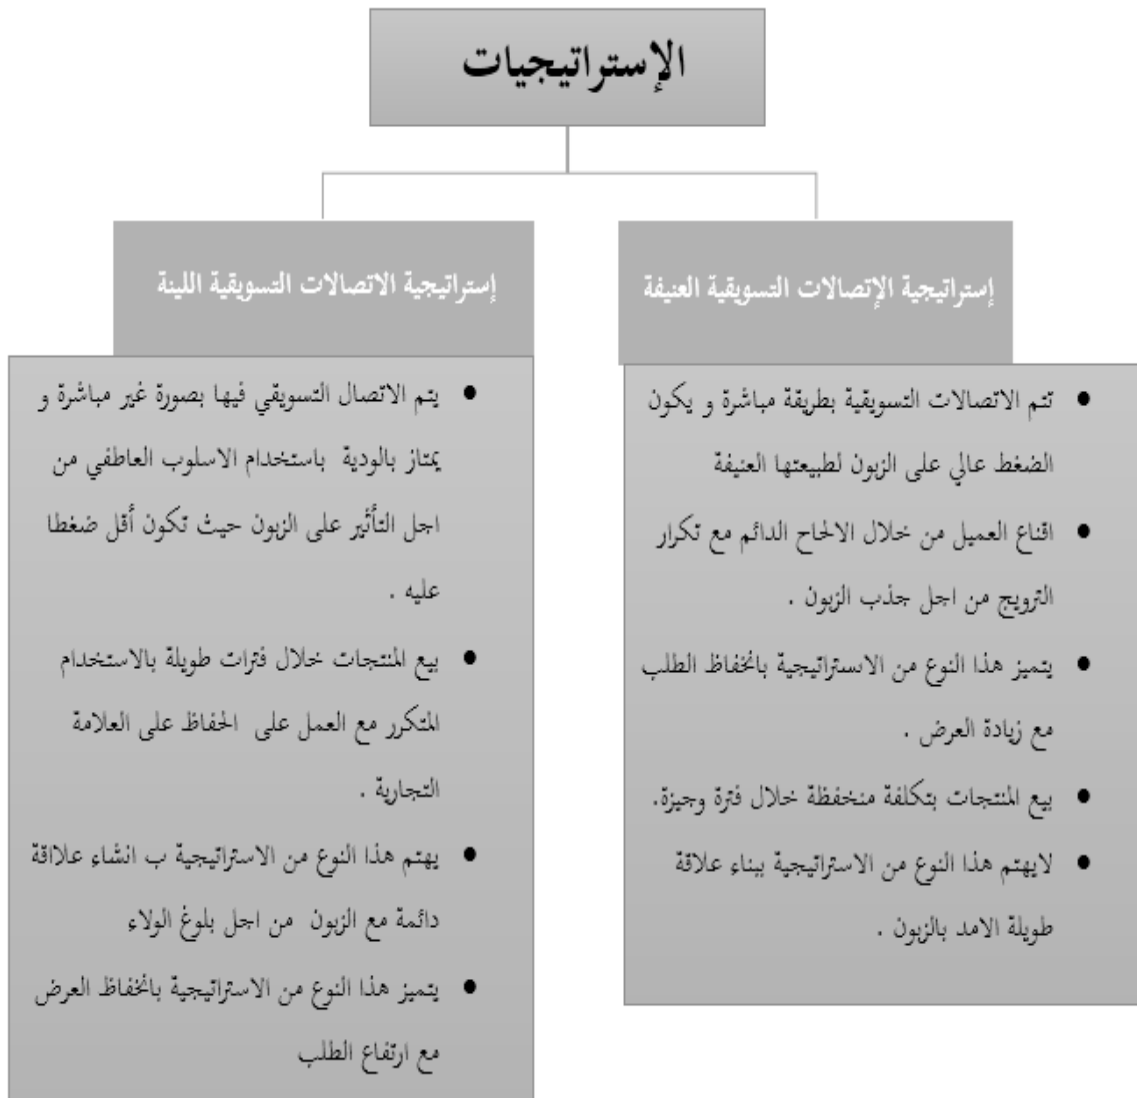 الإستراتيجيات
إستراتيجية الإتصالات التسويقية العنيفة
• تتم الاتصالات التسويقية بطريقة مباشرة و يكون
الضغط عالي على الزبون لطبيعتها العنيفة
• اقناع العميل من خلال الالحاح الدائم مع تكرار
الترويج من اجل جذب الزبون .
• يتميز هذا النوع من الاستراتيجية بانخفاظ الطلب
مع زيادة العرض .
• بيع المنتجات بتكلفة منخفظة خلال فترة وجيزة.
• لايهتم هذا النوع من الاستراتيجية ببناء علاقة
طويلة الامد بالزبون .
إستراتيجية الاتصالات التسويقية اللينة
• يتم الاتصال التسويقي فيها بصورة غير مباشرة و
يمتاز بالودية باستخدام الاسلوب العاطفي من
اجل التأثير على الزبون حيث تكون أقل ضغطا
عليه .
• بيع المنتجات خلال فترات طويلة بالاستخدام
المتكرر مع العمل على الحفاظ على العلامة
التجارية .
• يهتم هذا النوع من الاستراتيجية ب انشاء علااقة
دائمة مع الزبون من اجل بلوغ الولاء
• يتميز هذا النوع من الاستراتيجية بانخفاظ العرض
مع ارتفاع الطلب